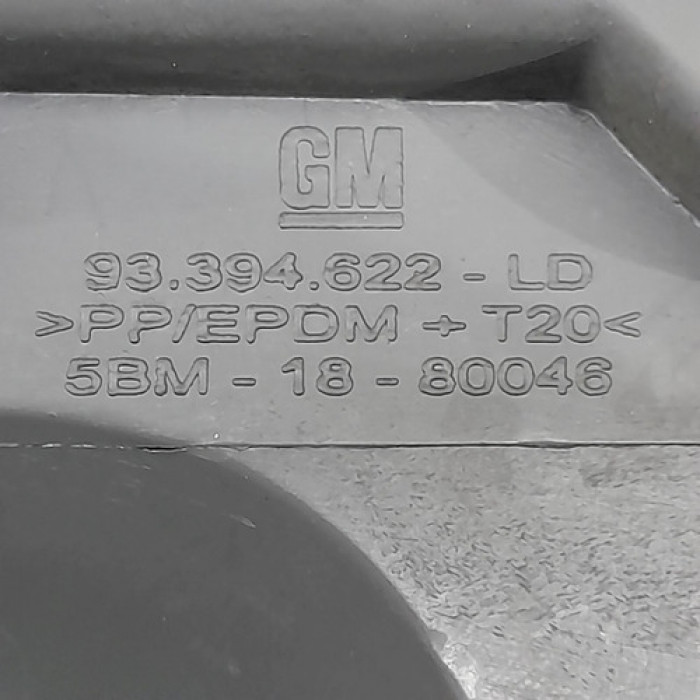 GM
93.394.622 - LD
>PP/EPDM + T20<
5BM - 18 - 80046